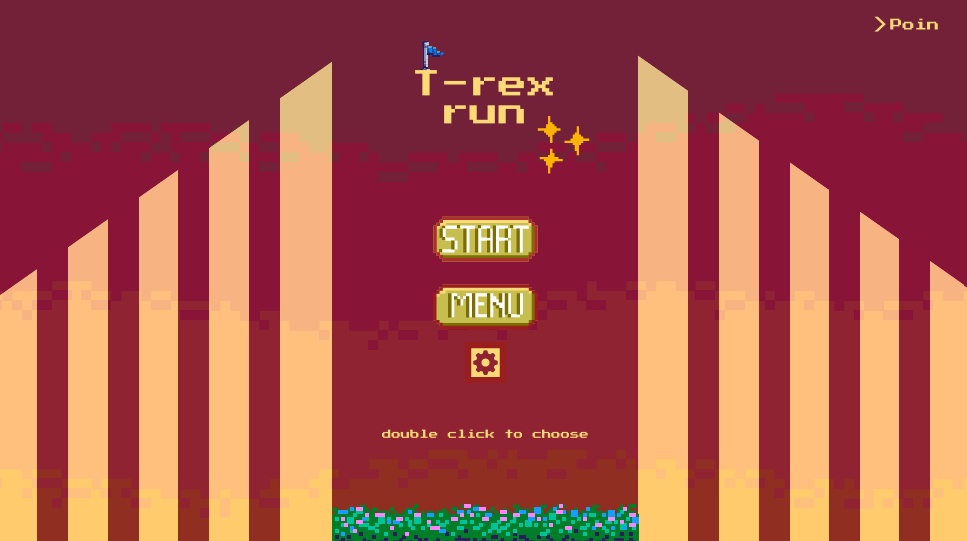 >Poin
T-rex
run
START
MENU
double click to choose